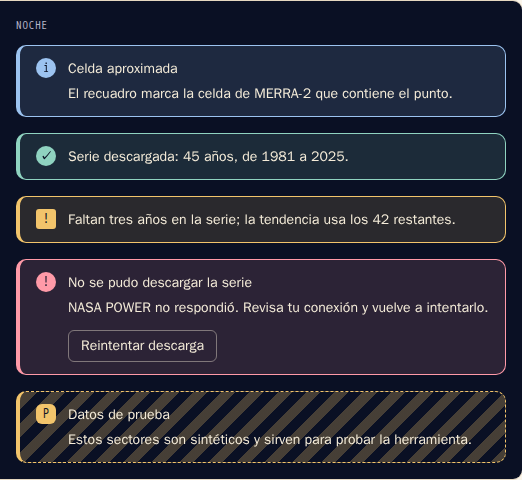 NOCHE
i
Celda aproximada
El recuadro marca la celda de MERRA-2 que contiene el punto.
✓
Serie descargada: 45 años, de 1981 a 2025.
!
Faltan tres años en la serie; la tendencia usa los 42 restantes.
!
No se pudo descargar la serie
NASA POWER no respondió. Revisa tu conexión y vuelve a intentarlo.
Reintentar descarga
P
Datos de prueba
Estos sectores son sintéticos y sirven para probar la herramienta.